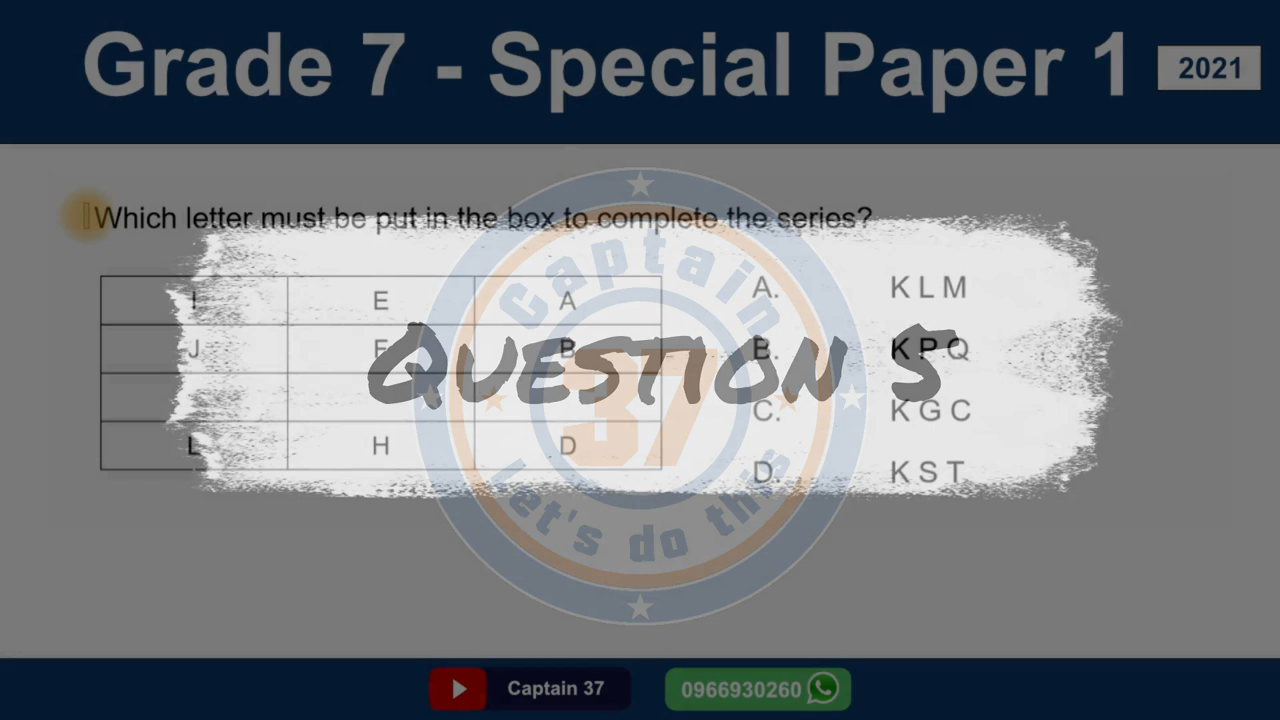 Grade 7 - Special Paper 1
2021
Which letter must be put in the box to complete the series?
I E A
J F B
L H D
A. K L M
B. K P Q
C. K G C
D. K S T
QUESTION 5
Captain
37
Let's do this
Captain 37
0966930260